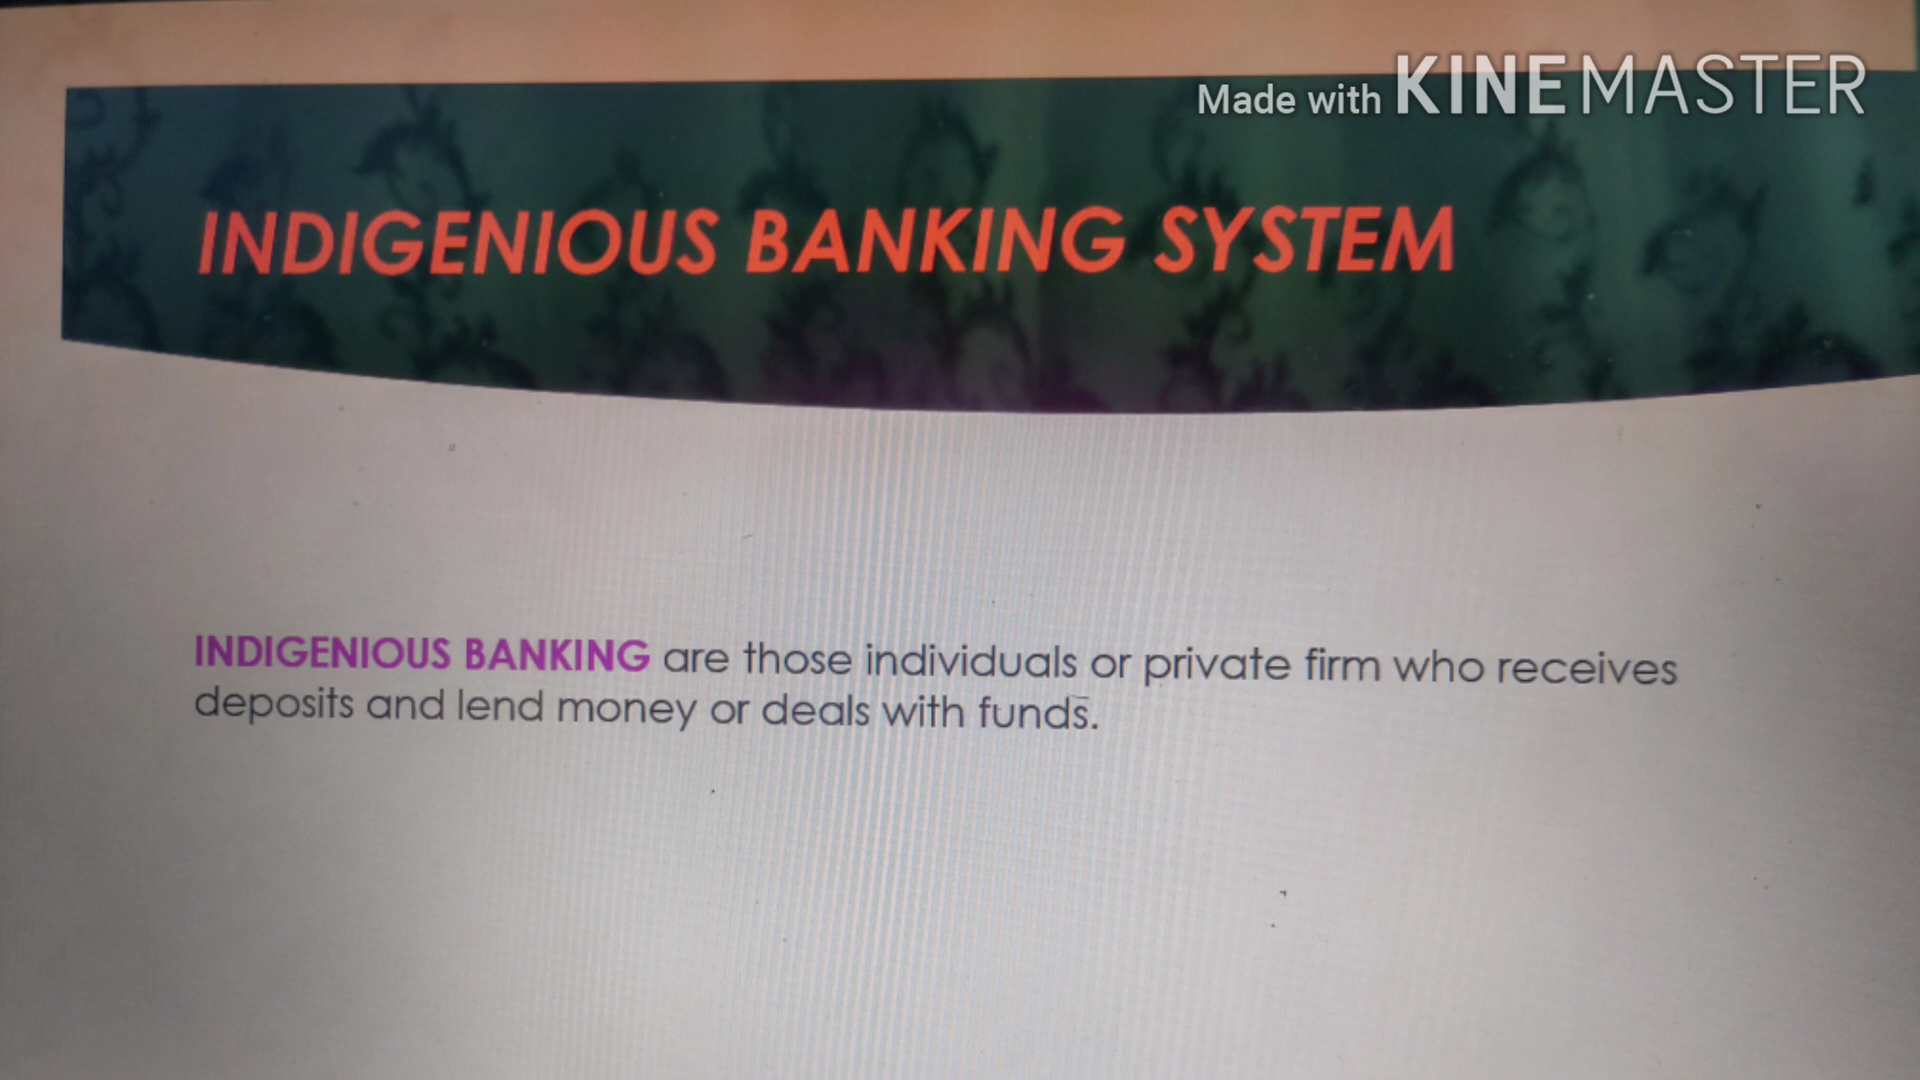 Made with KINEMASTER
INDIGENIOUS BANKING SYSTEM
INDIGENIOUS BANKING are those individuals or private firm who receives
deposits and lend money or deals with funds.